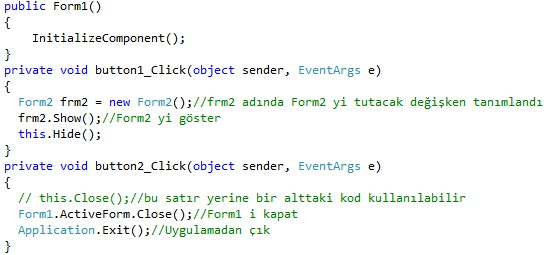 public Form1()
{
    InitializeComponent();
}
private void button1_Click(object sender, EventArgs e)
{
  Form2 frm2 = new Form2();//frm2 adında Form2 yi tutacak değişken tanımlandı
  frm2.Show();//Form2 yi göster
  this.Hide();
}
private void button2_Click(object sender, EventArgs e)
{
  // this.Close();//bu satır yerine bir alttaki kod kullanılabilir
  Form1.ActiveForm.Close();//Form1 i kapat
  Application.Exit();//Uygulamadan çık
}